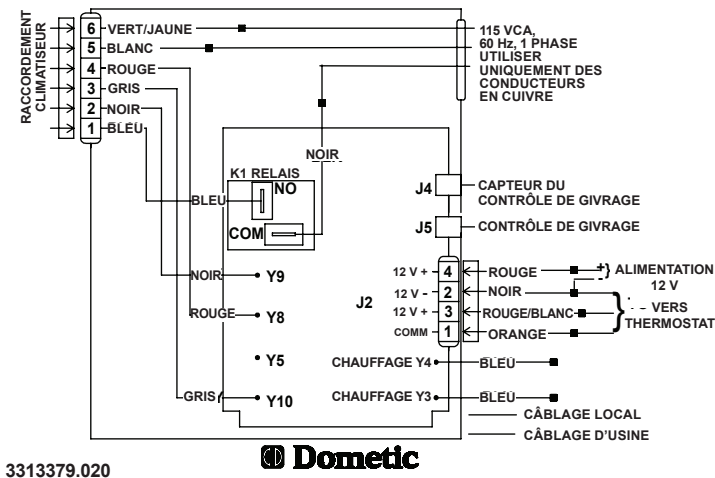 RACCORDEMENT
CLIMATISEUR
6 VERT/JAUNE
5 BLANC
4 ROUGE
3 GRIS
2 NOIR
1 BLEU
115 VCA,
60 Hz, 1 PHASE
UTILISER
UNIQUEMENT DES
CONDUCTEURS
EN CUIVRE
NOIR
K1 RELAIS
NO
BLEU
COM
J4
CAPTEUR DU
CONTRÔLE DE GIVRAGE
J5
CONTRÔLE DE GIVRAGE
NOIR
Y9
ROUGE
Y8
Y5
GRIS
Y10
J2
12 V + 4 ROUGE
12 V - 2 NOIR
12 V + 3 ROUGE/BLANC
COMM 1 ORANGE
+
-
ALIMENTATION
12 V
VERS
THERMOSTAT
CHAUFFAGE Y4 BLEU
CHAUFFAGE Y3 BLEU
CÂBLAGE LOCAL
CÂBLAGE D'USINE
Dometic
3313379.020